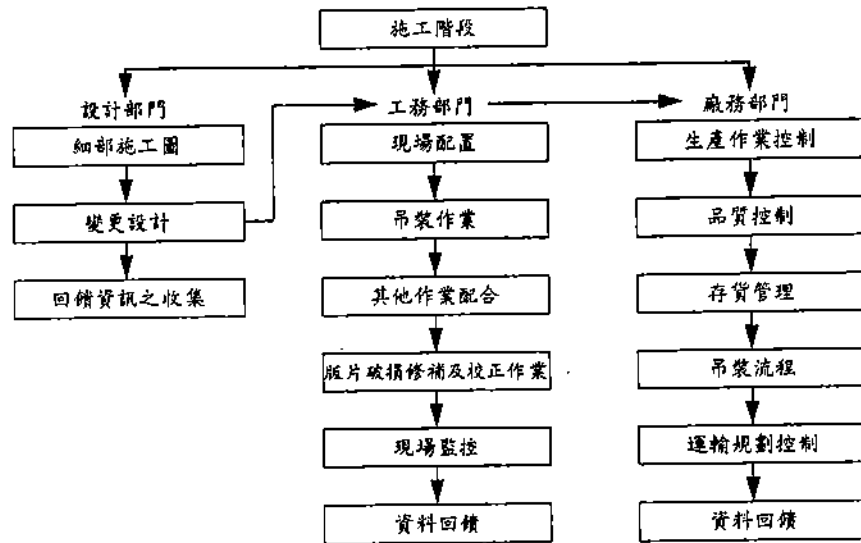 施工階段
設計部門
細部施工圖
變更設計
回饋資訊之收集
工務部門
現場配置
吊裝作業
其他作業配合
版片破損修補及校正作業
現場監控
資料回饋
廠務部門
生產作業控制
品質控制
存貨管理
吊裝流程
運輸規劃控制
資料回饋